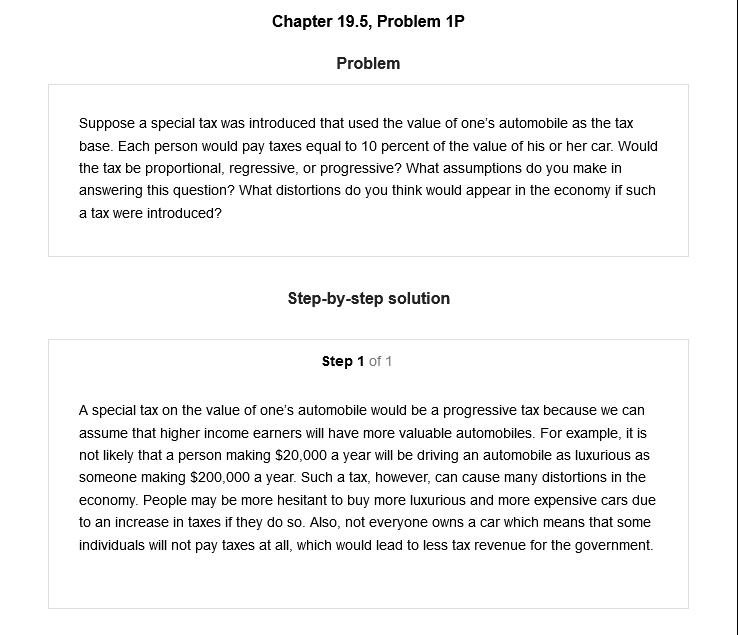 Chapter 19.5, Problem 1P
Problem
Suppose a special tax was introduced that used the value of one's automobile as the tax
base. Each person would pay taxes equal to 10 percent of the value of his or her car. Would
the tax be proportional, regressive, or progressive? What assumptions do you make in
answering this question? What distortions do you think would appear in the economy if such
a tax were introduced?
Step-by-step solution
Step 1 of 1
A special tax on the value of one's automobile would be a progressive tax because we can
assume that higher income earners will have more valuable automobiles. For example, it is
not likely that a person making $20,000 a year will be driving an automobile as luxurious as
someone making $200,000 a year. Such a tax, however, can cause many distortions in the
economy. People may be more hesitant to buy more luxurious and more expensive cars due
to an increase in taxes if they do so. Also, not everyone owns a car which means that some
individuals will not pay taxes at all, which would lead to less tax revenue for the government.